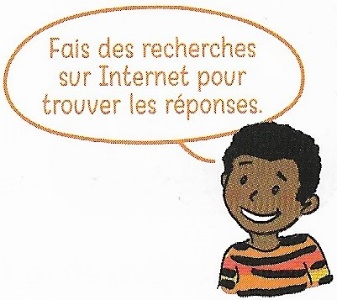 Fais des recherches
sur Internet pour
trouver les réponses.